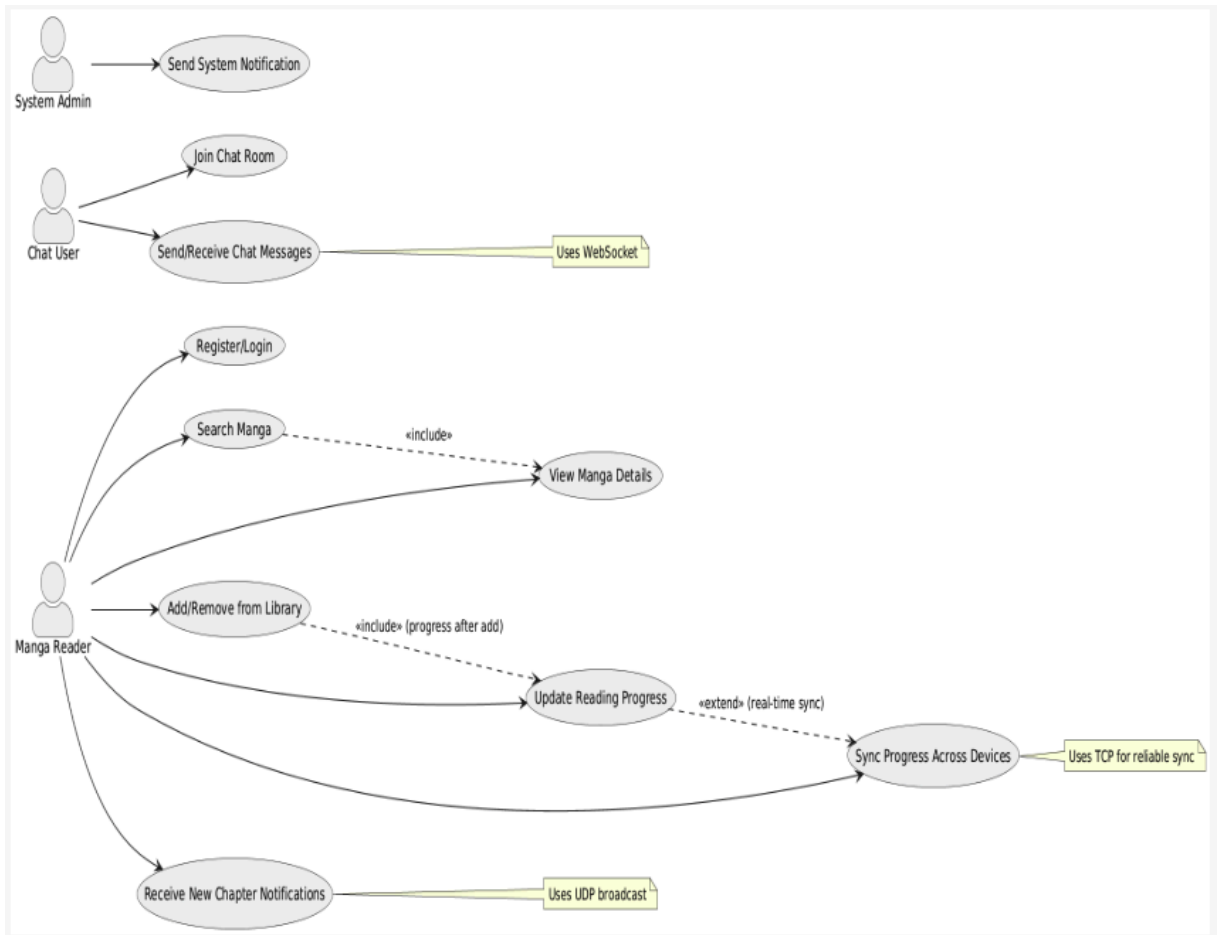 System Admin
Send System Notification
Join Chat Room
Chat User
Send/Receive Chat Messages
Uses WebSocket
Register/Login
Search Manga
«include»
View Manga Details
Manga Reader
Add/Remove from Library
«include» (progress after add)
Update Reading Progress
«extend» (real-time sync)
Sync Progress Across Devices
Uses TCP for reliable sync
Receive New Chapter Notifications
Uses UDP broadcast